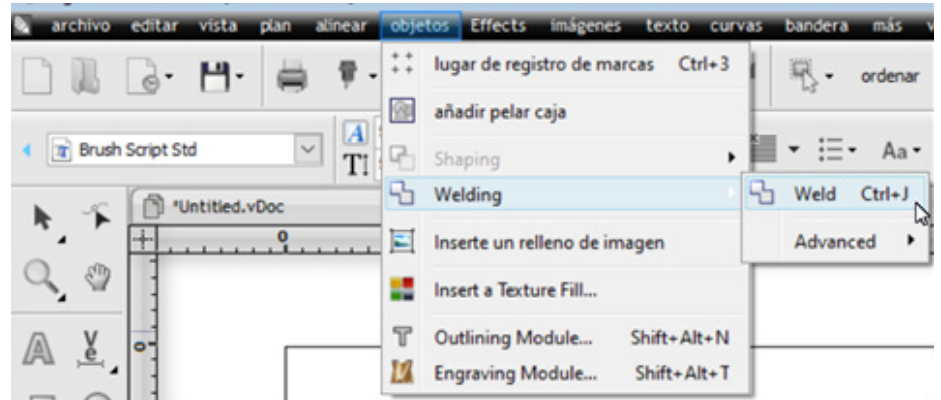 archivo editar vista plan alinear objetos Effects imágenes texto curvas bandera más
lugar de registro de marcas Ctrl+3
ordenar
añadir pelar caja
Brush Script Std
Shaping
Aa
Welding
Weld Ctrl+J
*Untitled.vDoc
Inserte un relleno de imagen
Advanced
0
Insert a Texture Fill...
Outlining Module... Shift+Alt+N
0
Engraving Module... Shift+Alt+T